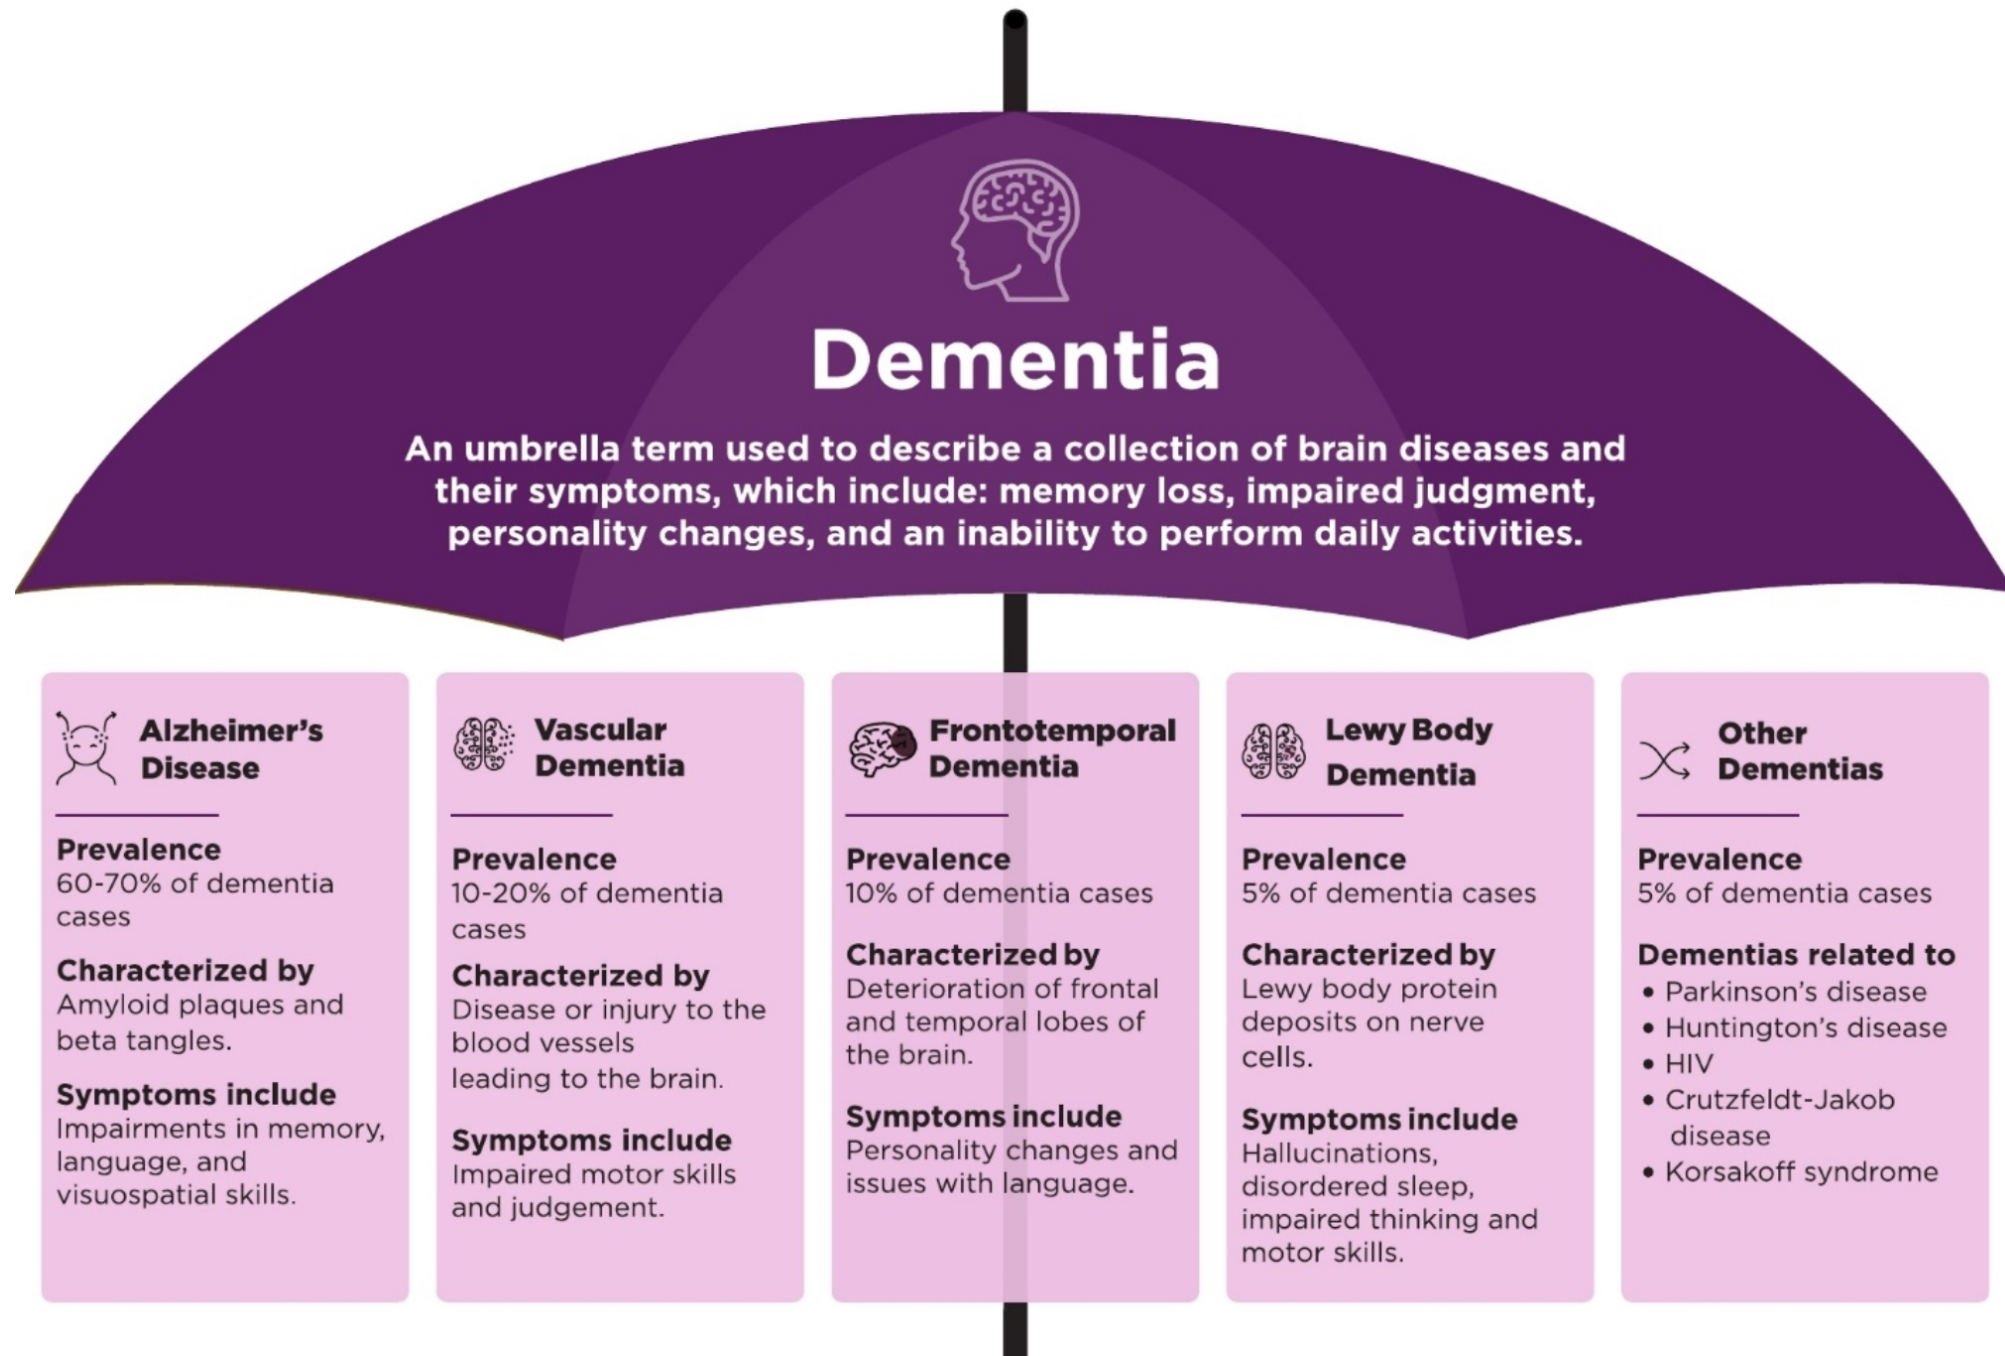 Dementia
An umbrella term used to describe a collection of brain diseases and
their symptoms, which include: memory loss, impaired judgment,
personality changes, and an inability to perform daily activities.
Alzheimer's
Disease
Prevalence
60-70% of dementia
cases
Characterized by
Amyloid plaques and
beta tangles.
Symptoms include
Impairments in memory,
language, and
visuospatial skills.
Vascular
Dementia
Prevalence
10-20% of dementia
cases
Characterized by
Disease or injury to the
blood vessels
leading to the brain.
Symptoms include
Impaired motor skills
and judgement.
Frontotemporal
Dementia
Prevalence
10% of dementia cases
Characterized by
Deterioration of frontal
and temporal lobes of
the brain.
Symptoms include
Personality changes and
issues with language.
Lewy Body
Dementia
Prevalence
5% of dementia cases
Characterized by
Lewy body protein
deposits on nerve
cells.
Symptoms include
Hallucinations,
disordered sleep,
impaired thinking and
motor skills.
Other
Dementias
Prevalence
5% of dementia cases
Dementias related to
• Parkinson's disease
• Huntington's disease
• HIV
• Crutzfeldt-Jakob
disease
• Korsakoff syndrome